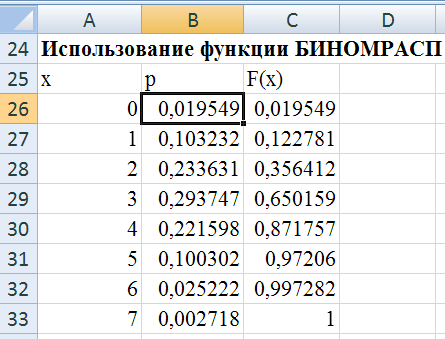 A B C D
24 Использование функции БИНОМРАСП
25 x p F(x)
26 0 0,019549 0,019549
27 1 0,103232 0,122781
28 2 0,233631 0,356412
29 3 0,293747 0,650159
30 4 0,221598 0,871757
31 5 0,100302 0,97206
32 6 0,025222 0,997282
33 7 0,002718 1